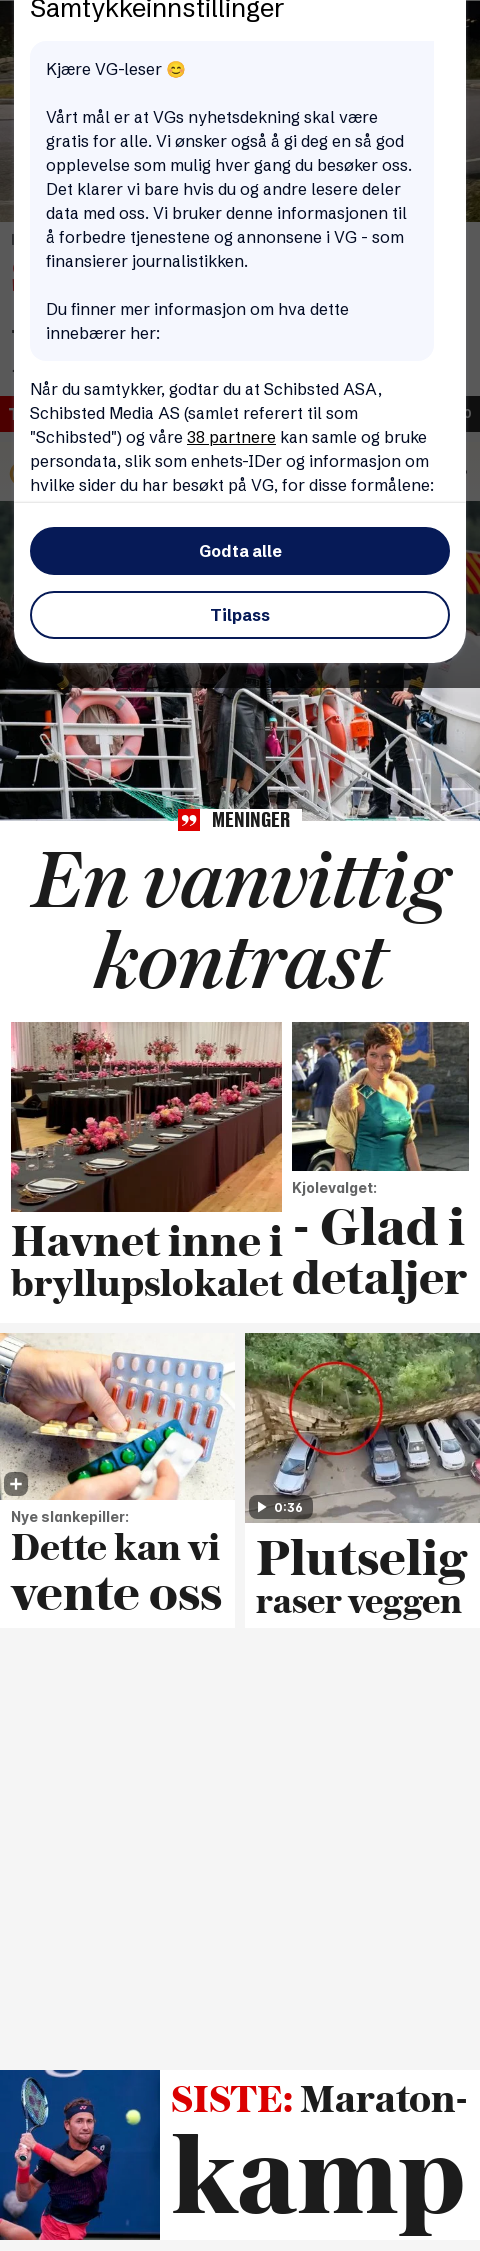 Samtykkeinnstillinger
Kjære VG-leser 😊
Vårt mål er at VGs nyhetsdekning skal være
gratis for alle. Vi ønsker også å gi deg en så god
opplevelse som mulig hver gang du besøker oss.
Det klarer vi bare hvis du og andre lesere deler
data med oss. Vi bruker denne informasjonen til
å forbedre tjenestene og annonsene i VG - som
finansierer journalistikken.
Du finner mer informasjon om hva dette
innebærer her:
Når du samtykker, godtar du at Schibsted ASA,
Schibsted Media AS (samlet referert til som
"Schibsted") og våre 38 partnere kan samle og bruke
persondata, slik som enhets-IDer og informasjon om
hvilke sider du har besøkt på VG, for disse formålene:
Godta alle
Tilpass
MENINGER
En vanvittig
kontrast
Havnet inne i
bryllupslokalet
Kjolevalget:
- Glad i
detaljer
Nye slankepiller:
Dette kan vi
vente oss
0:36
Plutselig
raser veggen
SISTE: Maraton-
kamp